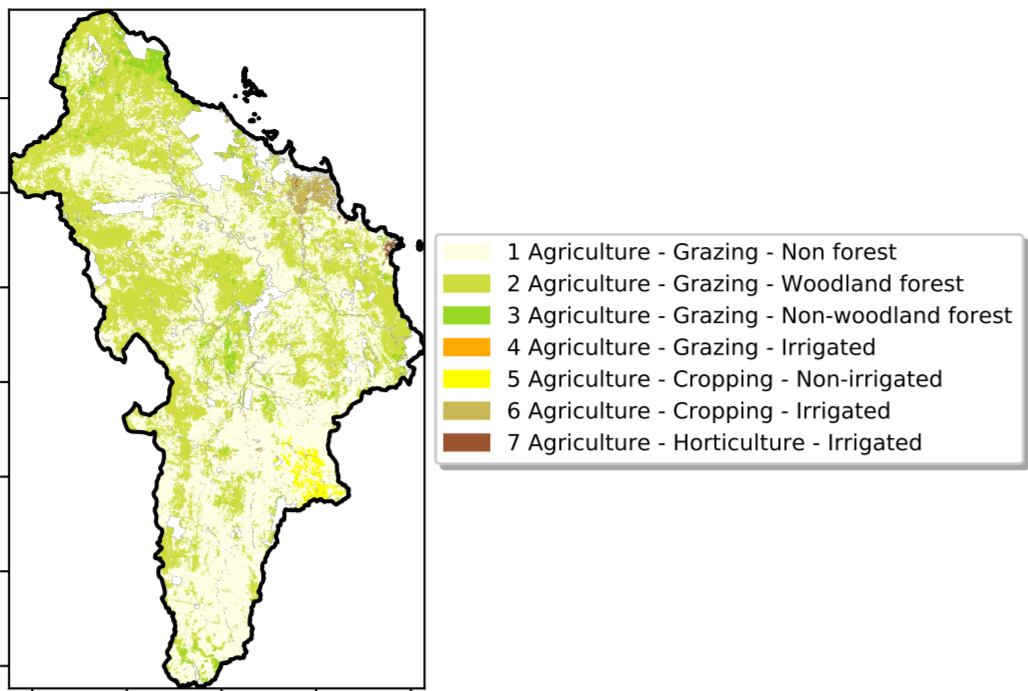 1 Agriculture - Grazing - Non forest
2 Agriculture - Grazing - Woodland forest
3 Agriculture - Grazing - Non-woodland forest
4 Agriculture - Grazing - Irrigated
5 Agriculture - Cropping - Non-irrigated
6 Agriculture - Cropping - Irrigated
7 Agriculture - Horticulture - Irrigated